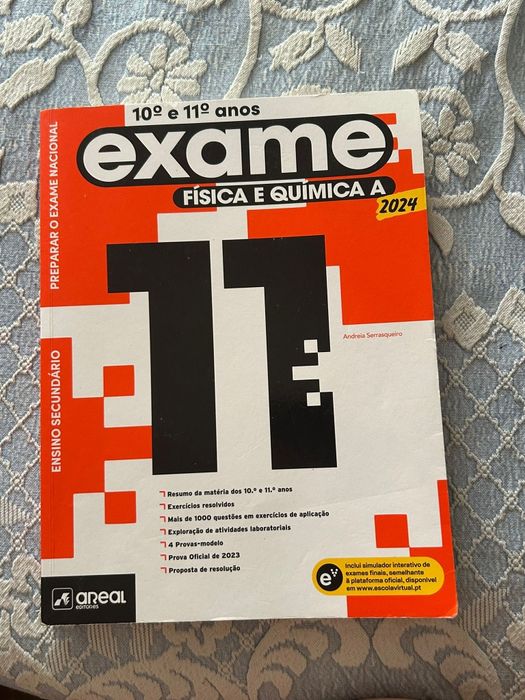 10º e 11º anos
exame
FÍSICA E QUÍMICA A
2024
PREPARAR O EXAME NACIONAL
ENSINO SECUNDÁRIO
11
Andreia Serrasqueiro
Resumo da matéria dos 10.º e 11.º anos
Exercícios resolvidos
Mais de 1000 questões em exercícios de aplicação
Exploração de atividades laboratoriais
4 Provas-modelo
Prova Oficial de 2023
Proposta de resolução
e
Inclui simulador interativo de
exames finais, semelhante
à plataforma oficial, disponível
em www.escolavirtual.pt
AREAL
EDITORES